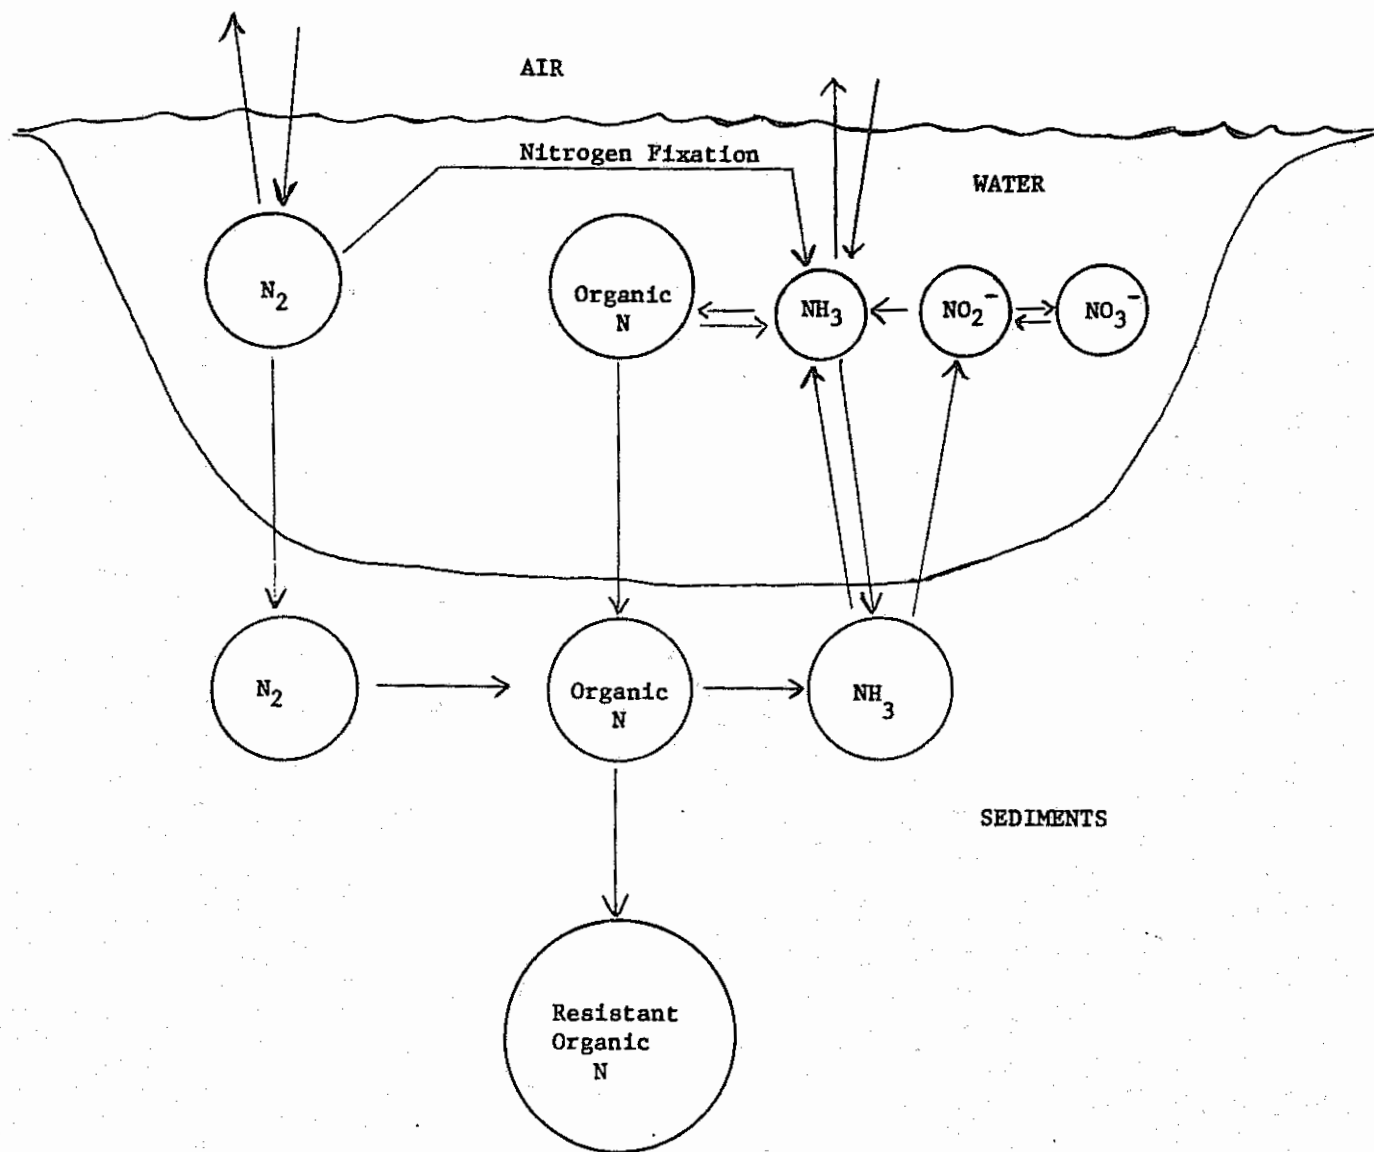 AIR
Nitrogen Fixation
WATER
N2
Organic
N
NH3
NO2-
NO3-
N2
Organic
N
NH3
SEDIMENTS
Resistant
Organic
N